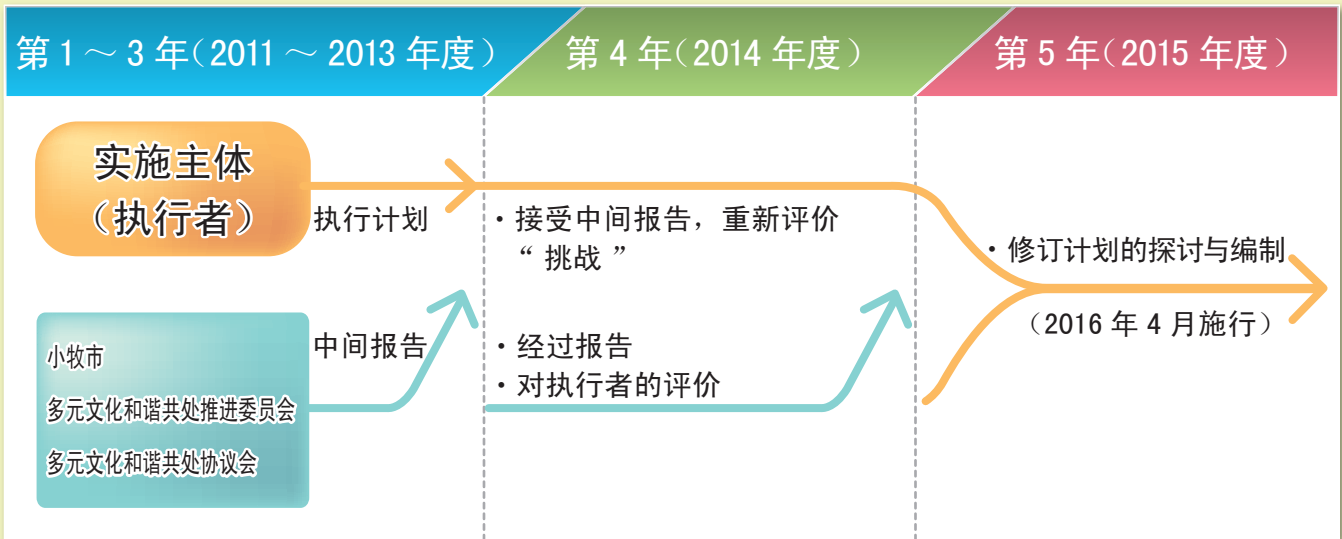 第 1 ～ 3 年（2011 ～ 2013 年度）
第 4 年（2014 年度）
第 5 年（2015 年度）
实施主体
（执行者）
执行计划
・接受中间报告，重新评价
“ 挑战 ”
・修订计划的探讨与编制
（2016 年 4 月施行）
小牧市
多元文化和谐共处推进委员会
多元文化和谐共处协议会
中间报告
・经过报告
・对执行者的评价